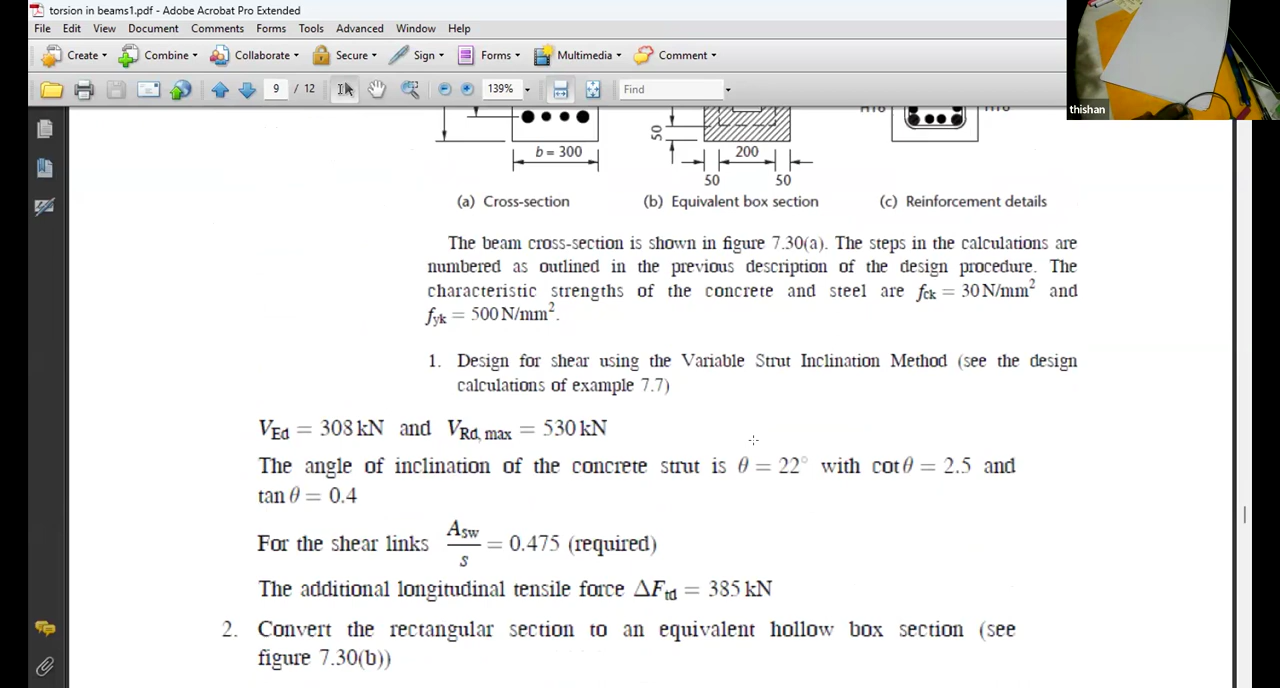 torsion in beams1.pdf - Adobe Acrobat Pro Extended
File Edit View Document Comments Forms Tools Advanced Window Help
Create Combine Collaborate Secure Sign Forms Multimedia Comment
9 / 12 139% Find
thishan
b = 300
50
200
50 50
(a) Cross-section (b) Equivalent box section (c) Reinforcement details
The beam cross-section is shown in figure 7.30(a). The steps in the calculations are
numbered as outlined in the previous description of the design procedure. The
characteristic strengths of the concrete and steel are fck = 30 N/mm² and
fyk = 500 N/mm².
1. Design for shear using the Variable Strut Inclination Method (see the design
calculations of example 7.7)
VEd = 308 kN and VRd, max = 530 kN
The angle of inclination of the concrete strut is θ = 22° with cot θ = 2.5 and
tan θ = 0.4
For the shear links Asw/s = 0.475 (required)
The additional longitudinal tensile force ΔFtd = 385 kN
2. Convert the rectangular section to an equivalent hollow box section (see
figure 7.30(b))